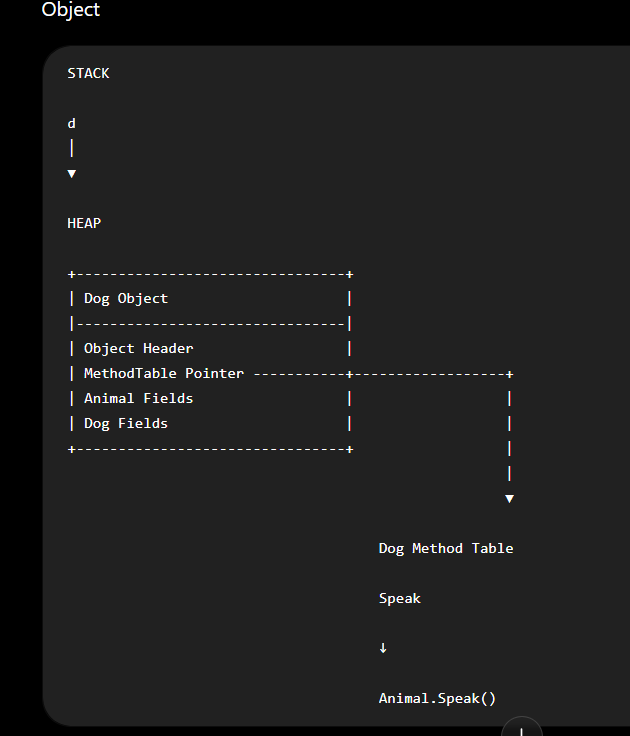 Object
STACK
d
│
▼
HEAP
+--------------------------------+
| Dog Object                     |
|--------------------------------|
| Object Header                  |
| MethodTable Pointer -----------+------------------+
| Animal Fields                  |                  |
| Dog Fields                     |                  |
+--------------------------------+                  |
                                                    |
                                                    ▼
Dog Method Table
Speak
↓
Animal.Speak()